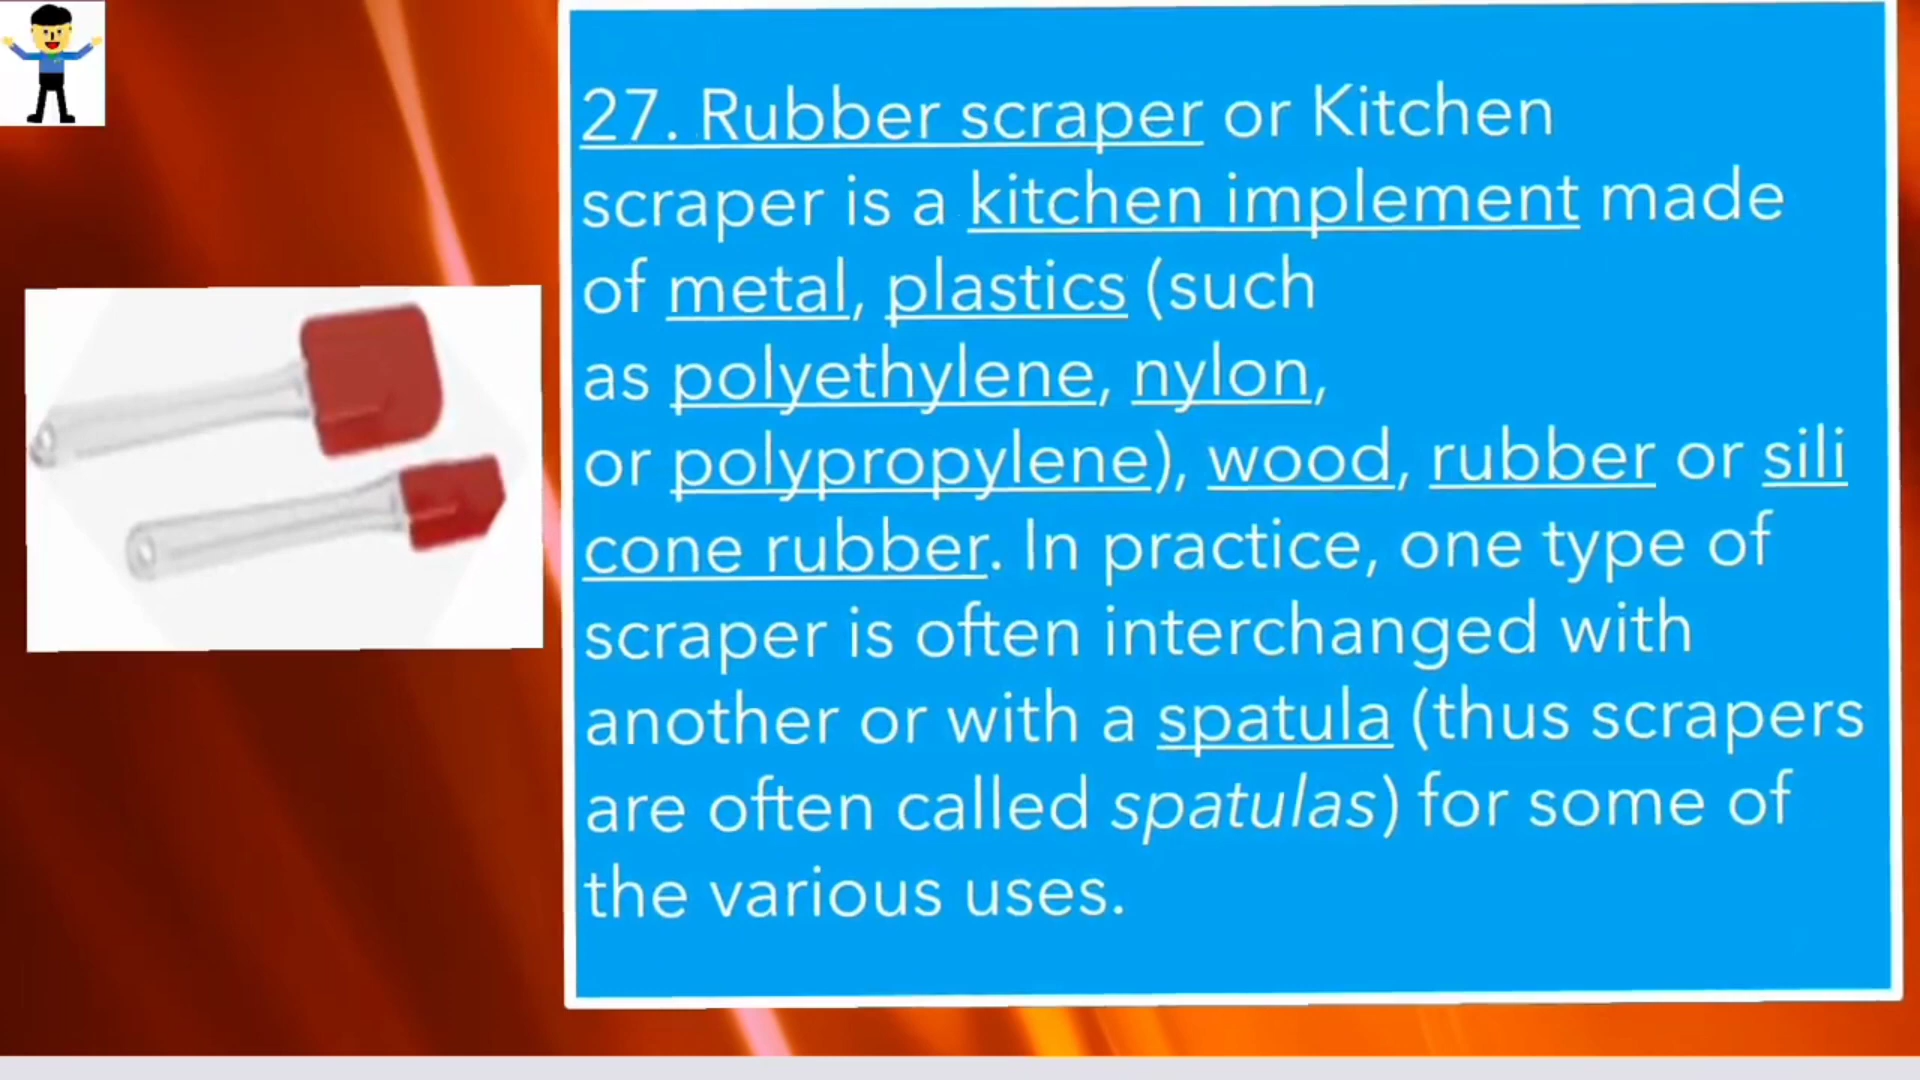 27. Rubber scraper or Kitchen
scraper is a kitchen implement made
of metal, plastics (such
as polyethylene, nylon,
or polypropylene), wood, rubber or sili
cone rubber. In practice, one type of
scraper is often interchanged with
another or with a spatula (thus scrapers
are often called spatulas) for some of
the various uses.